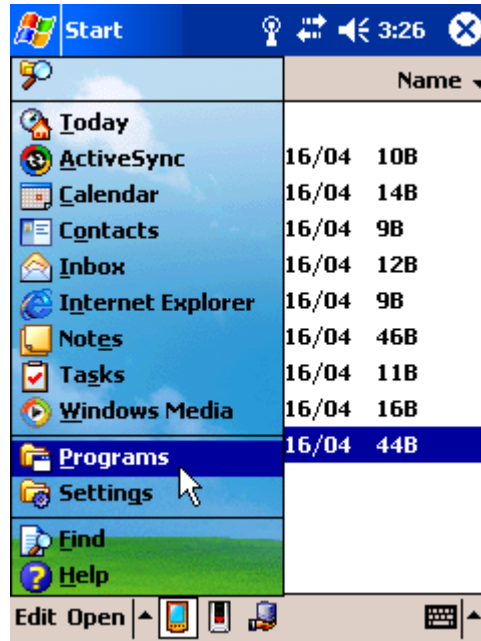 Start 3:26
Name
Today
ActiveSync 16/04 10B
Calendar 16/04 14B
Contacts 16/04 9B
Inbox 16/04 12B
Internet Explorer 16/04 9B
Notes 16/04 46B
Tasks 16/04 11B
Windows Media 16/04 16B
Programs 16/04 44B
Settings
Find
Help
Edit Open